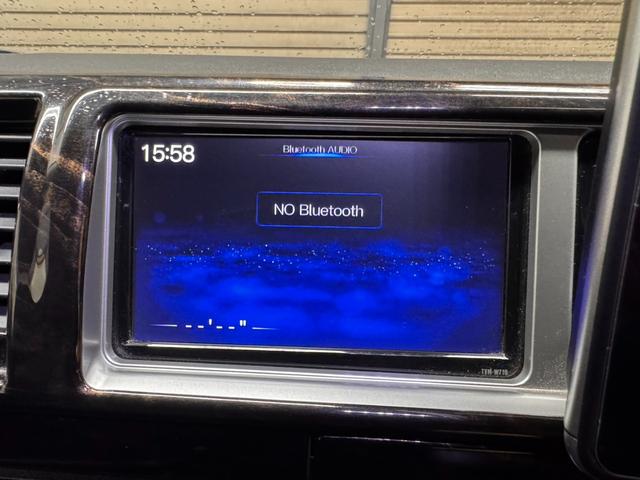 15:58
Bluetooth AUDIO
NO Bluetooth
_ _'_ _"